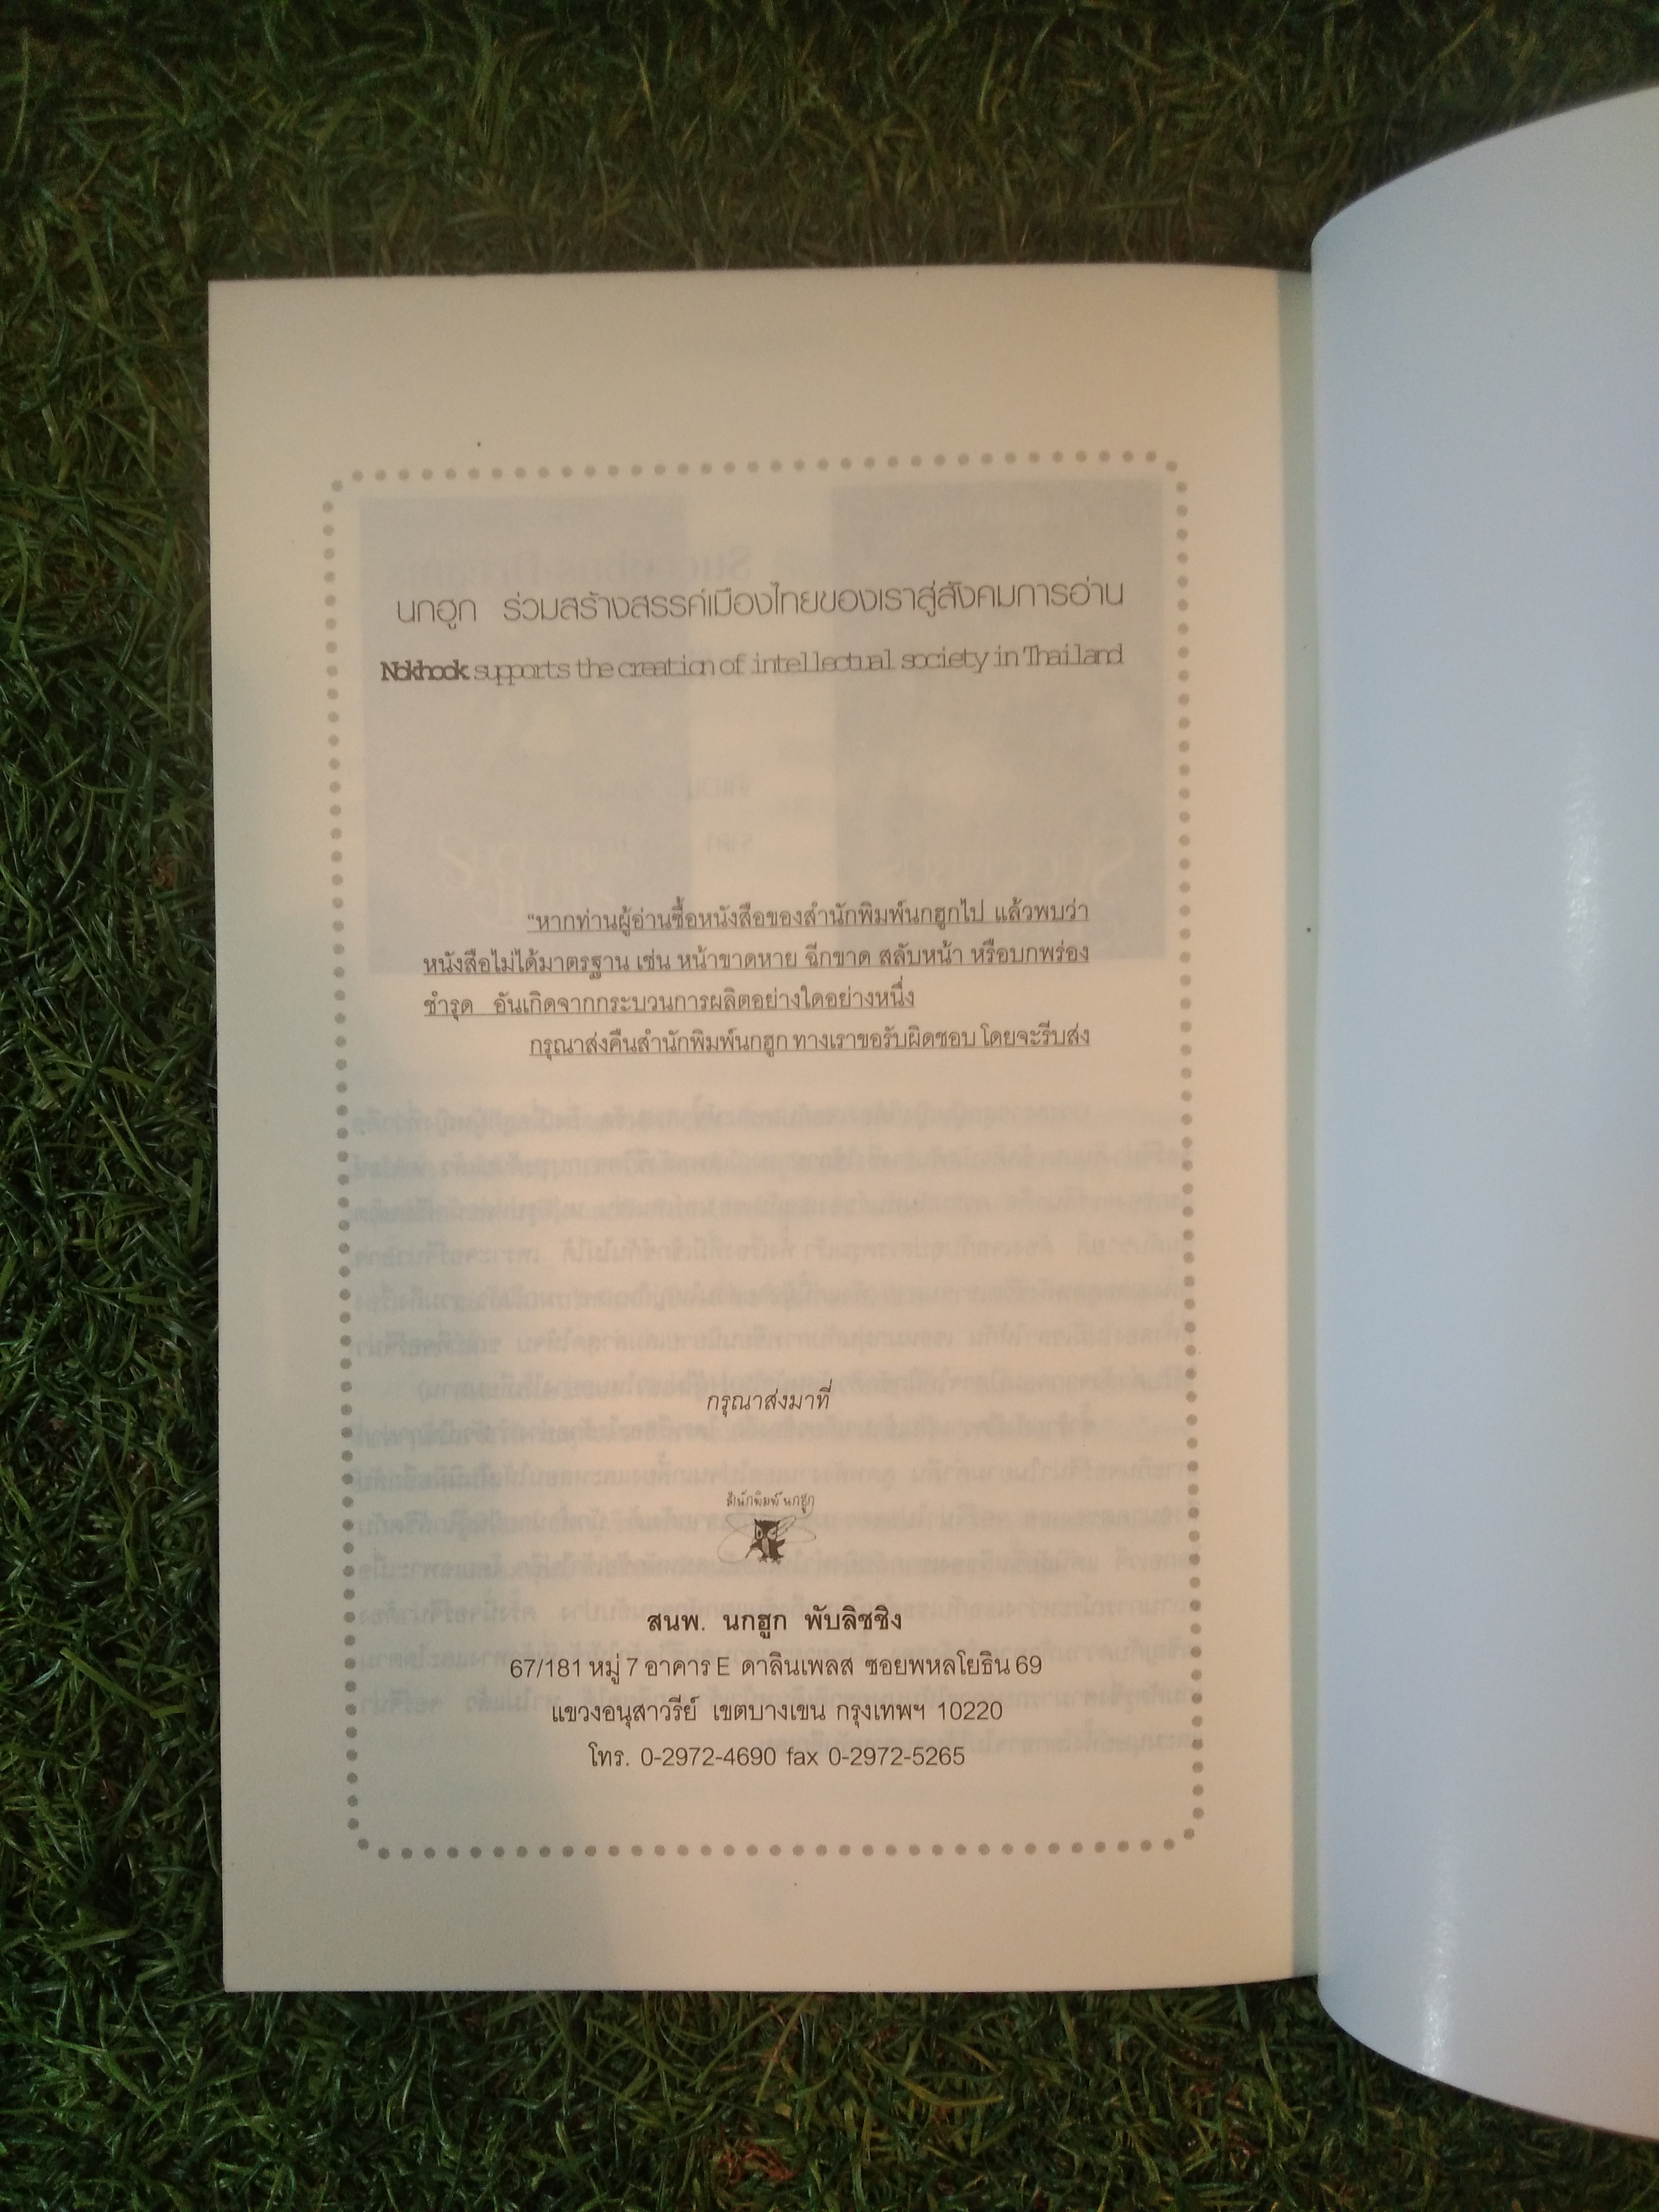 นกฮูก ร่วมสร้างสรรค์เมืองไทยของเราสู่สังคมการอ่าน
Nokhook supports the creation of intellectual society in Thailand
“หากท่านผู้อ่านซื้อหนังสือของสำนักพิมพ์นกฮูกไป แล้วพบว่า
หนังสือไม่ได้มาตรฐาน เช่น หน้าขาดหาย ฉีกขาด สลับหน้า หรือบกพร่อง
ชำรุด อันเกิดจากกระบวนการผลิตอย่างใดอย่างหนึ่ง
กรุณาส่งคืนสำนักพิมพ์นกฮูก ทางเราขอรับผิดชอบ โดยจะรีบส่ง
กรุณาส่งมาที่
สำนักพิมพ์ นกฮูก
สนพ. นกฮูก พับลิชชิง
67/181 หมู่ 7 อาคาร E ดาลินเพลส ซอยพหลโยธิน 69
แขวงอนุสาวรีย์ เขตบางเขน กรุงเทพฯ 10220
โทร. 0-2972-4690 fax 0-2972-5265